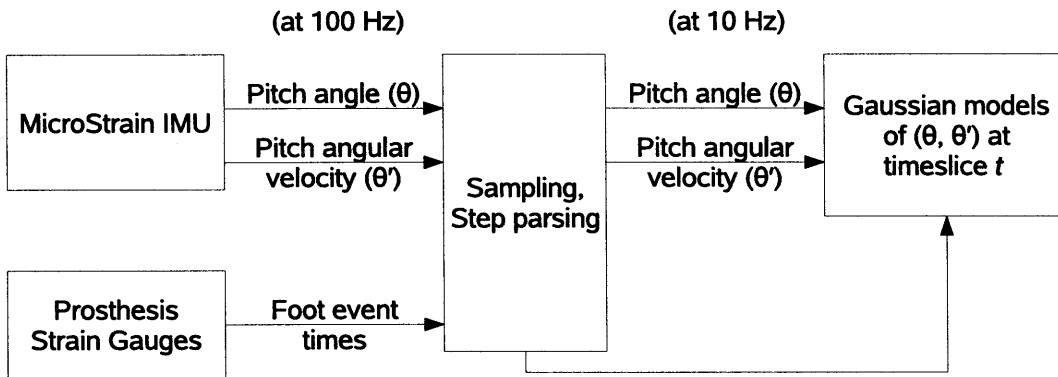 (at 100 Hz)
(at 10 Hz)
MicroStrain IMU
Pitch angle (θ)
Pitch angular
velocity (θ′)
Prosthesis
Strain Gauges
Foot event
times
Sampling,
Step parsing
Pitch angle (θ)
Pitch angular
velocity (θ′)
Gaussian models
of (θ, θ′) at
timeslice t